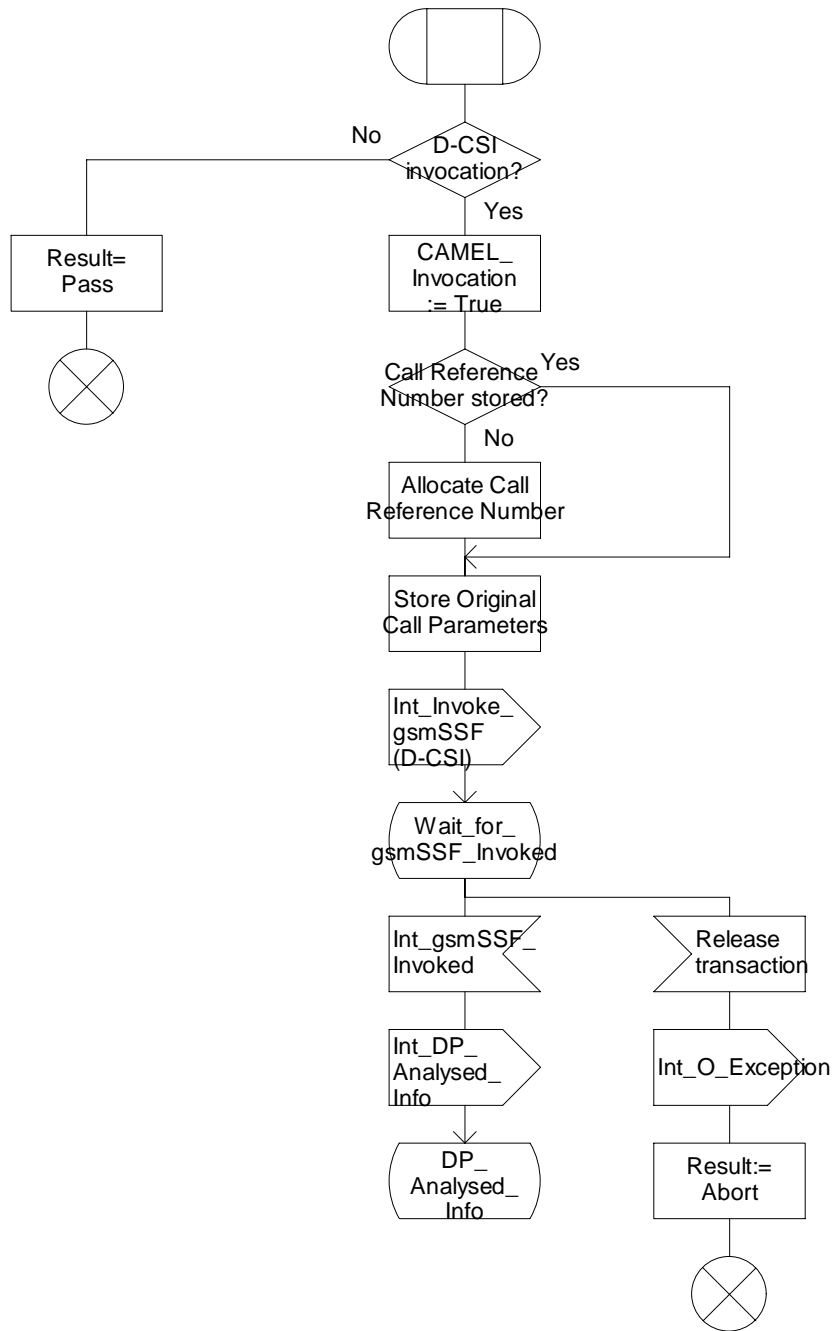 D-CSI
invocation?
No
Yes
Result=
Pass
CAMEL_
Invocation
:= True
Call Reference
Number stored?
Yes
No
Allocate Call
Reference Number
Store Original
Call Parameters
Int_Invoke_
gsmSSF
(D-CSI)
Wait_for_
gsmSSF_Invoked
Int_gsmSSF_
Invoked
Release
transaction
Int_DP_
Analysed_
Info
Int_O_Exception
DP_
Analysed_
Info
Result:=
Abort